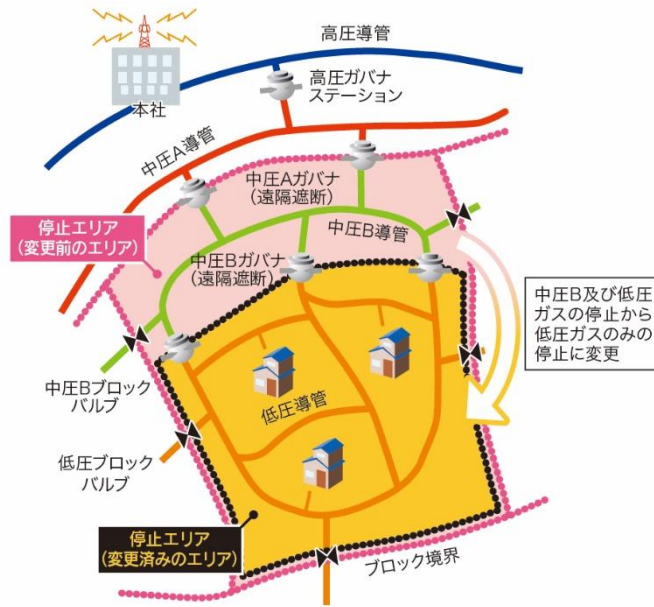 高圧導管
高圧ガバナ
ステーション
本社
中圧A導管
中圧Aガバナ
(遠隔遮断)
停止エリア
(変更前のエリア)
中圧B導管
中圧Bガバナ
(遠隔遮断)
中圧B及び低圧
ガスの停止から
低圧ガスのみの
停止に変更
中圧Bブロック
バルブ
低圧導管
低圧ブロック
バルブ
停止エリア
(変更済みのエリア)
ブロック境界